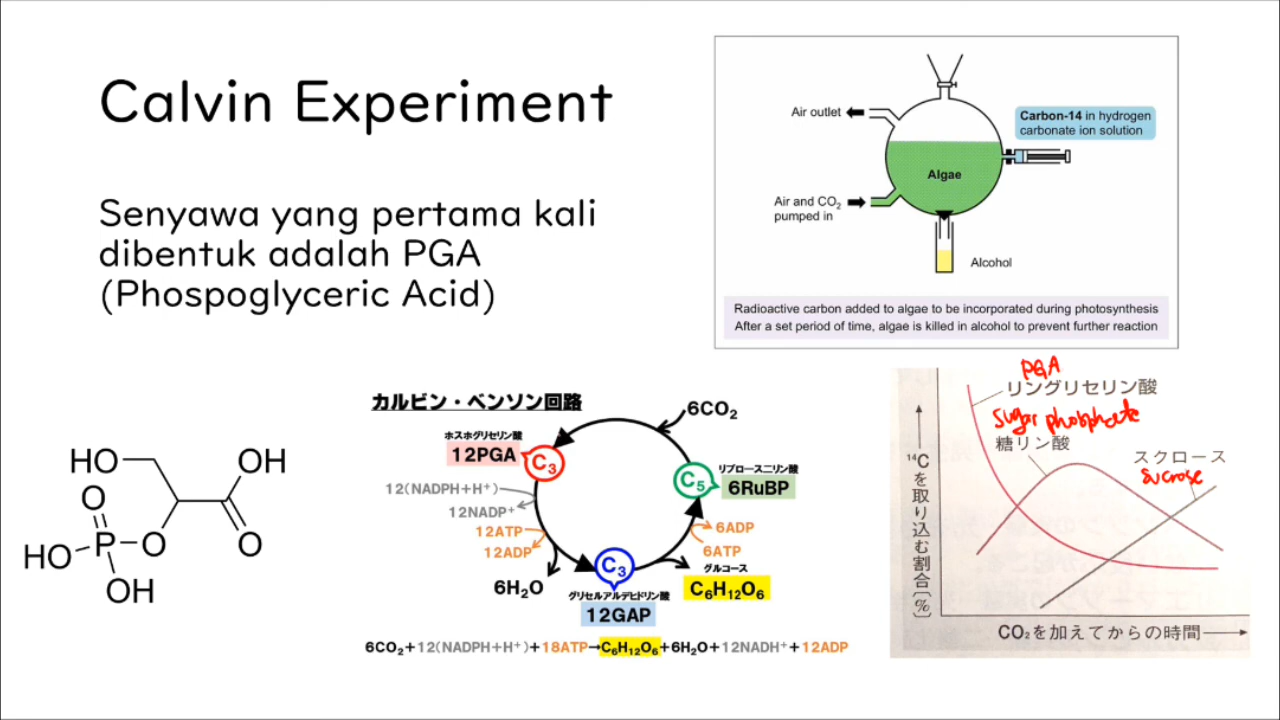 Calvin Experiment
Senyawa yang pertama kali
dibentuk adalah PGA
(Phospoglyceric Acid)
Air outlet
Carbon-14 in hydrogen
carbonate ion solution
Algae
Air and CO₂
pumped in
Alcohol
Radioactive carbon added to algae to be incorporated during photosynthesis
After a set period of time, algae is killed in alcohol to prevent further reaction
HO
OH
O
O
P
O
HO
OH
カルビン・ベンソン回路
6CO₂
ホスホグリセリン酸
12PGA
C₃
リブロース二リン酸
C₅
6RuBP
12(NADPH+H⁺)
12NADP⁺
12ATP
12ADP
6ADP
6ATP
6H₂O
C₃
グルコース
C₆H₁₂O₆
グリセルアルデヒドリン酸
12GAP
6CO₂+12(NADPH+H⁺)+18ATP→C₆H₁₂O₆+6H₂O+12NADH⁺+12ADP
PGA
リングリセリン酸
sugar phosphate
糖リン酸
スクロース
sucrose
¹⁴Cを取り込む割合〔%〕
CO₂を加えてからの時間